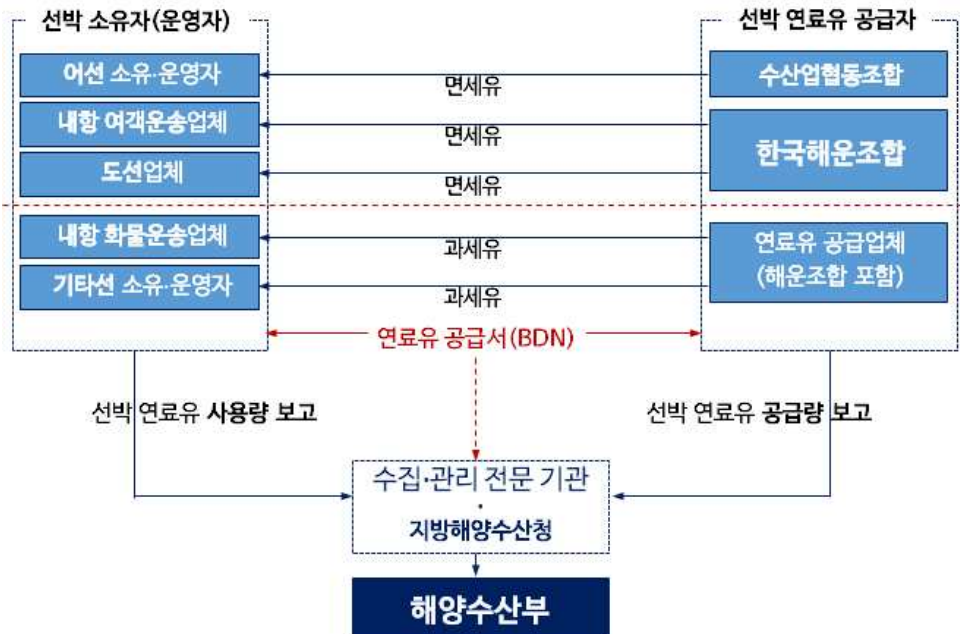 선박 소유자(운영자)
선박 연료유 공급자
어선 소유·운영자
면세유
수산업협동조합
내항 여객운송업체
면세유
한국해운조합
도선업체
면세유
내항 화물운송업체
과세유
연료유 공급업체
(해운조합 포함)
기타선 소유·운영자
과세유
연료유 공급서(BDN)
선박 연료유 사용량 보고
선박 연료유 공급량 보고
수집·관리 전문 기관
·
지방해양수산청
해양수산부